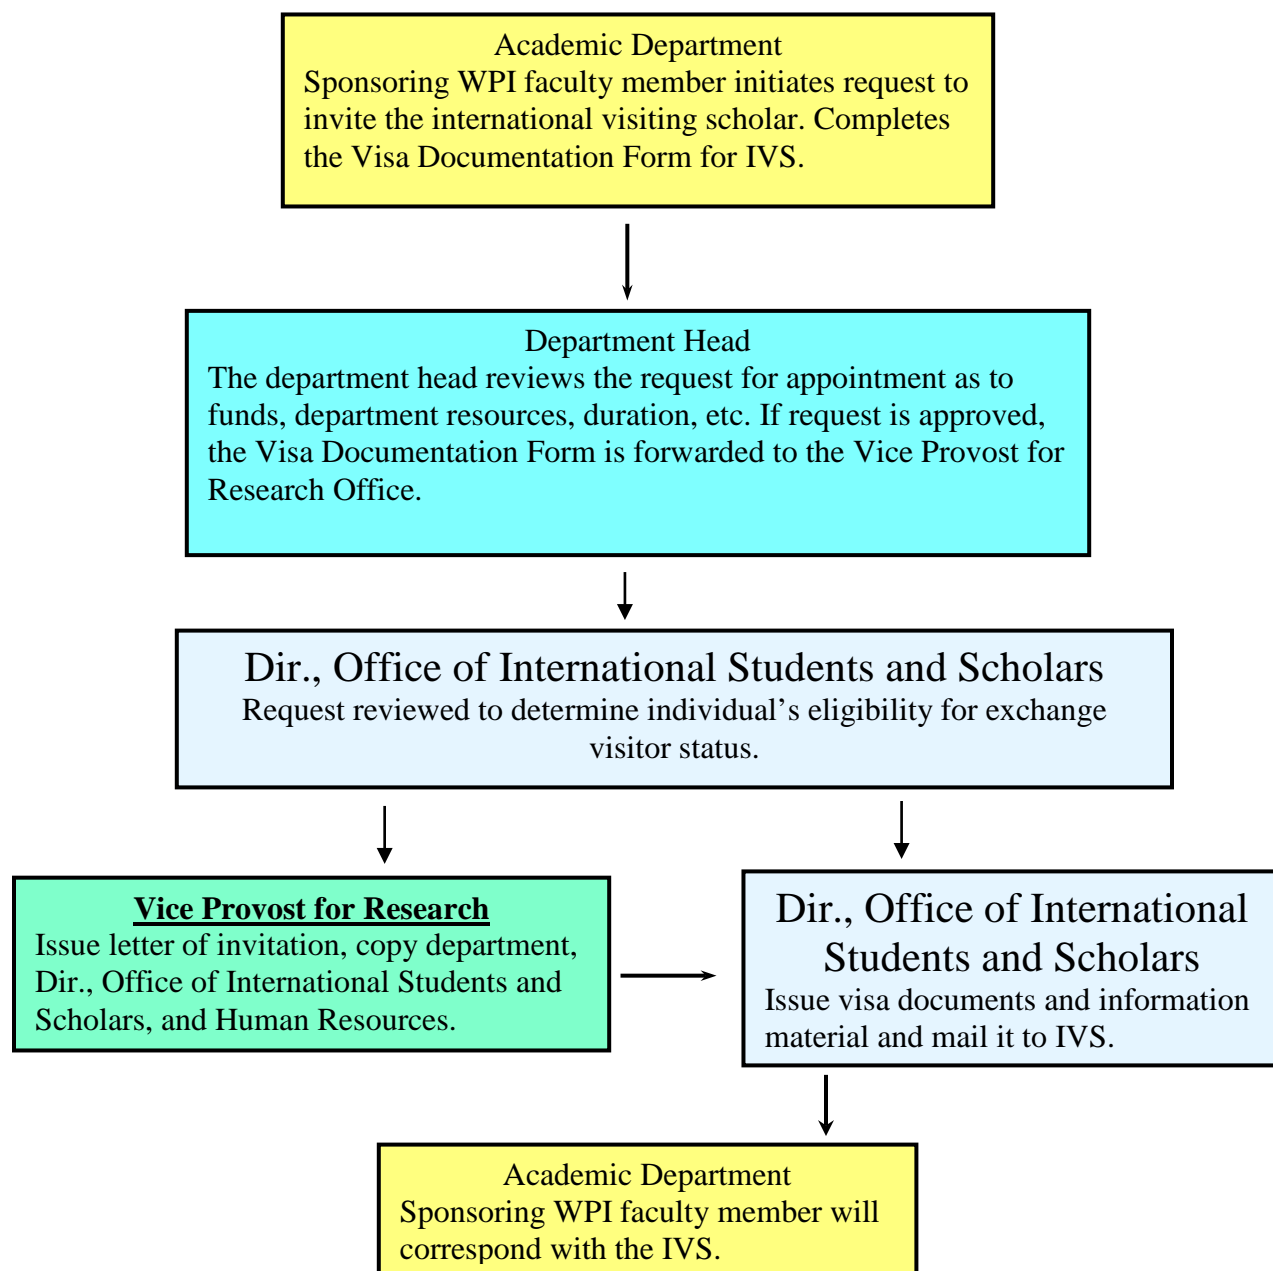 Academic Department
Sponsoring WPI faculty member initiates request to
invite the international visiting scholar. Completes
the Visa Documentation Form for IVS.
Department Head
The department head reviews the request for appointment as to
funds, department resources, duration, etc. If request is approved,
the Visa Documentation Form is forwarded to the Vice Provost for
Research Office.
Dir., Office of International Students and Scholars
Request reviewed to determine individual’s eligibility for exchange
visitor status.
Vice Provost for Research
Issue letter of invitation, copy department,
Dir., Office of International Students and
Scholars, and Human Resources.
Dir., Office of International
Students and Scholars
Issue visa documents and information
material and mail it to IVS.
Academic Department
Sponsoring WPI faculty member will
correspond with the IVS.